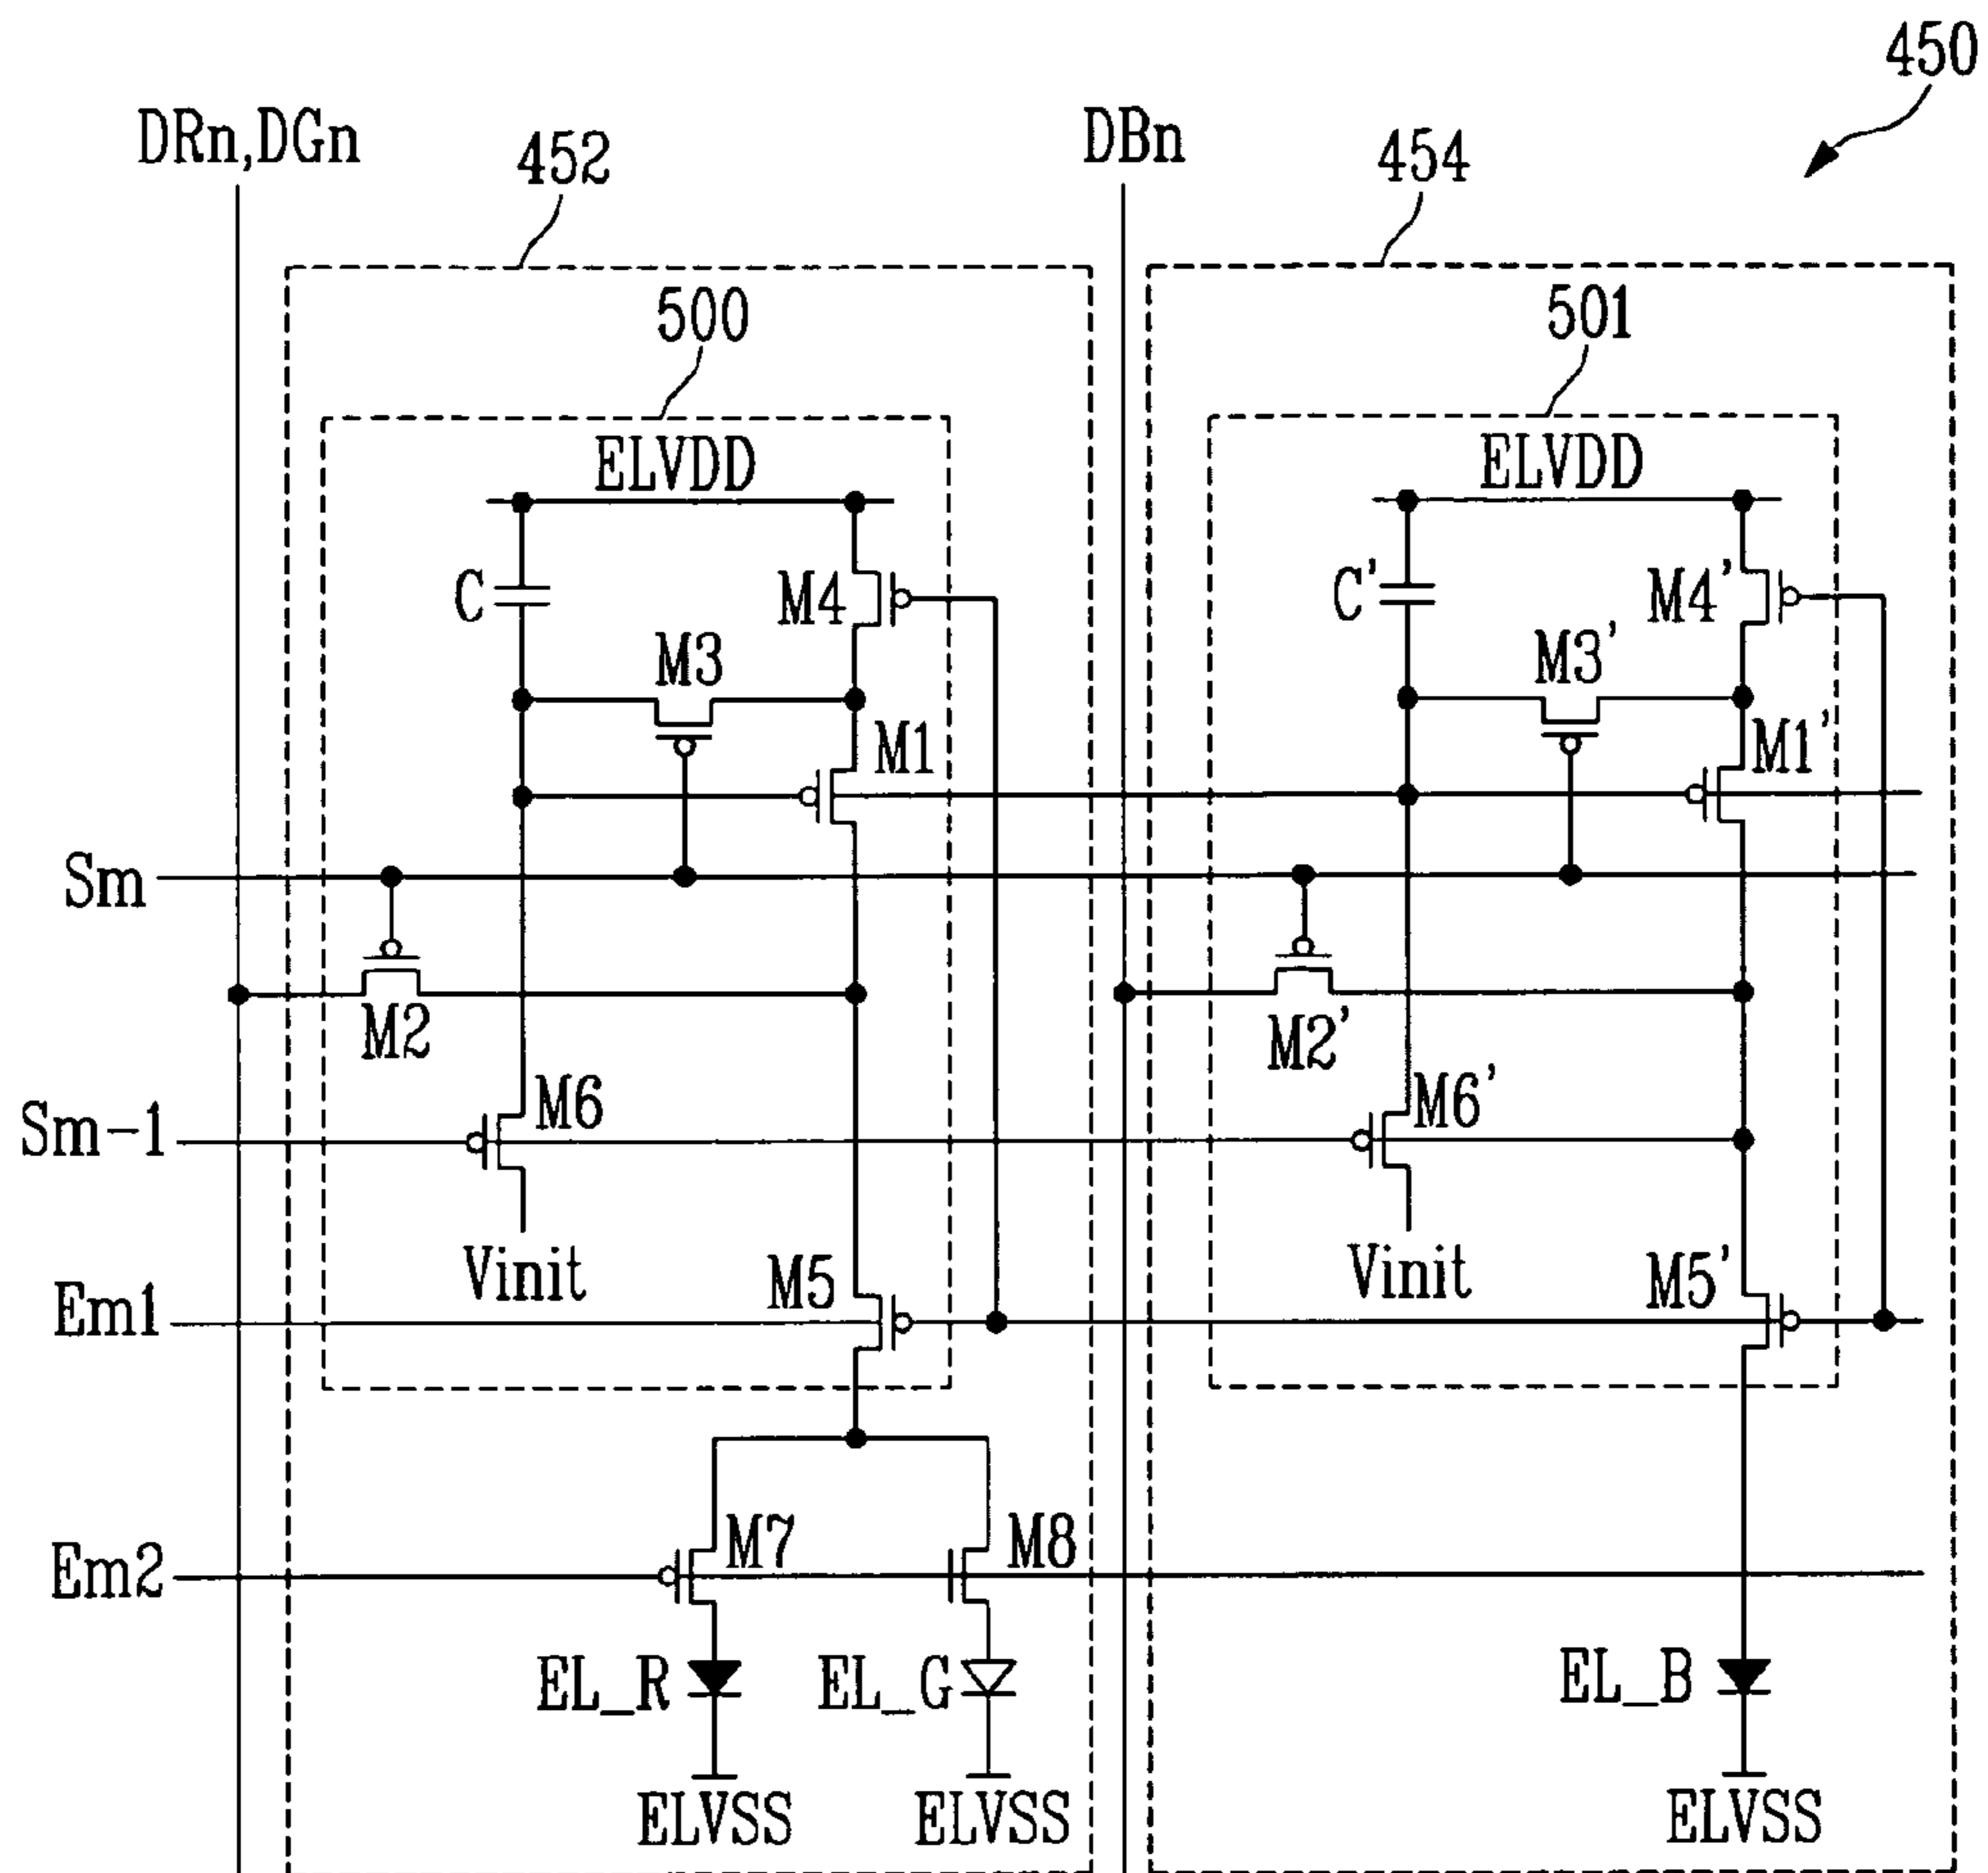 450
DRn,DGn
452
DBn
454
500
501
ELVDD
ELVDD
C
M4
C'
M4'
M3
M3'
M1
M1'
Sm
M2
M2'
Sm-1
M6
M6'
Vinit
Vinit
Em1
M5
M5'
Em2
M7
M8
EL_R
EL_G
EL_B
ELVSS
ELVSS
ELVSS